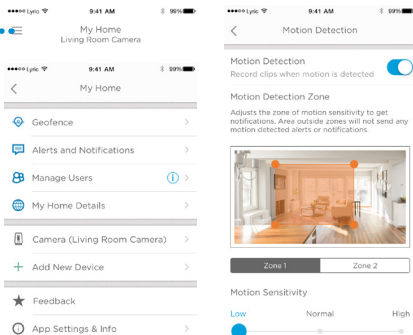 ●●●●○ Lyric 9:41 AM 99%
My Home
Living Room Camera
●●●●○ Lyric 9:41 AM 99%
My Home
Geofence
Alerts and Notifications
Manage Users
My Home Details
Camera (Living Room Camera)
Add New Device
Feedback
App Settings & Info
●●●●○ Lyric 9:41 AM 99%
Motion Detection
Motion Detection
Record clips when motion is detected
Motion Detection Zone
Adjusts the zone of motion sensitivity to get
notifications. Area outside zones will not send any
motion detected alerts or notifications.
Zone 1 Zone 2
Motion Sensitivity
Low Normal High